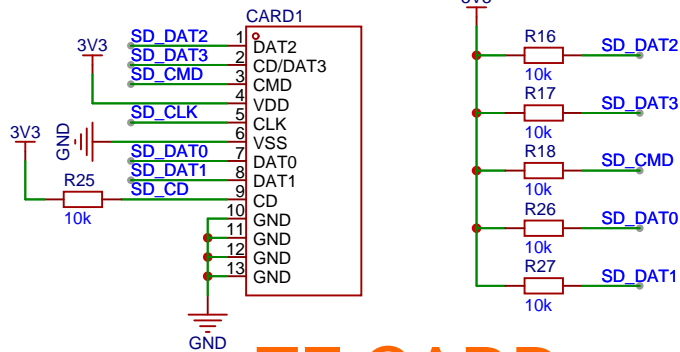 CARD1
SD_DAT2
1
DAT2
3V3
SD_DAT3
2
CD/DAT3
SD_CMD
3
CMD
4
VDD
SD_CLK
5
CLK
3V3
GND
6
VSS
SD_DAT0
7
DAT0
SD_DAT1
8
DAT1
R25
SD_CD
9
CD
10k
10
GND
11
GND
12
GND
13
GND
GND
R16
SD_DAT2
10k
R17
SD_DAT3
10k
R18
SD_CMD
10k
R26
SD_DAT0
10k
R27
SD_DAT1
10k